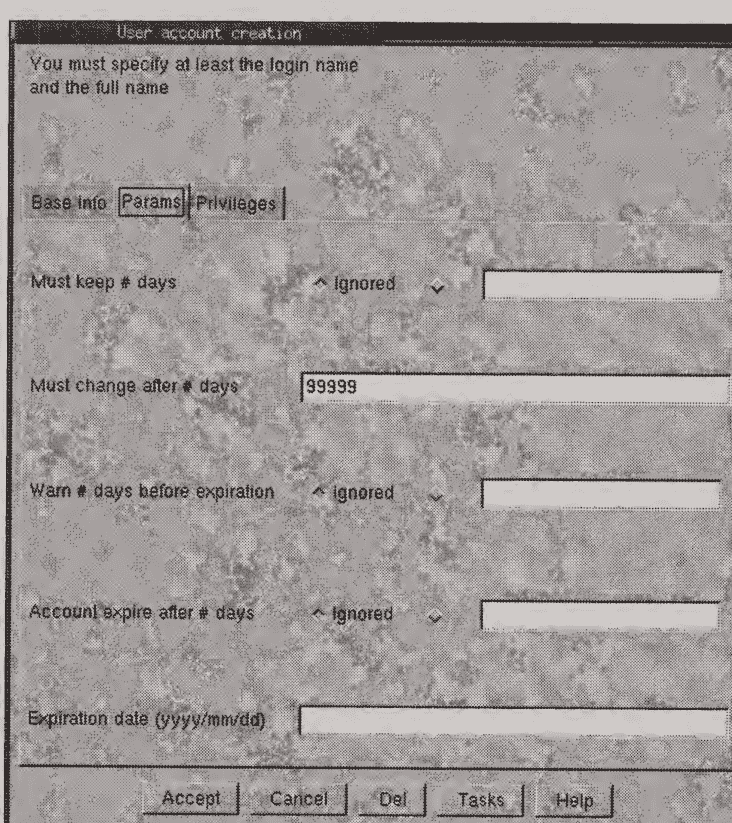 User account creation
You must specify at least the login name
and the full name
Base info Params Privileges
Must keep # days Ignored
Must change after # days 99999
Warn # days before expiration Ignored
Account expire after # days Ignored
Expiration date (yyyy/mm/dd)
Accept Cancel Del Tasks Help